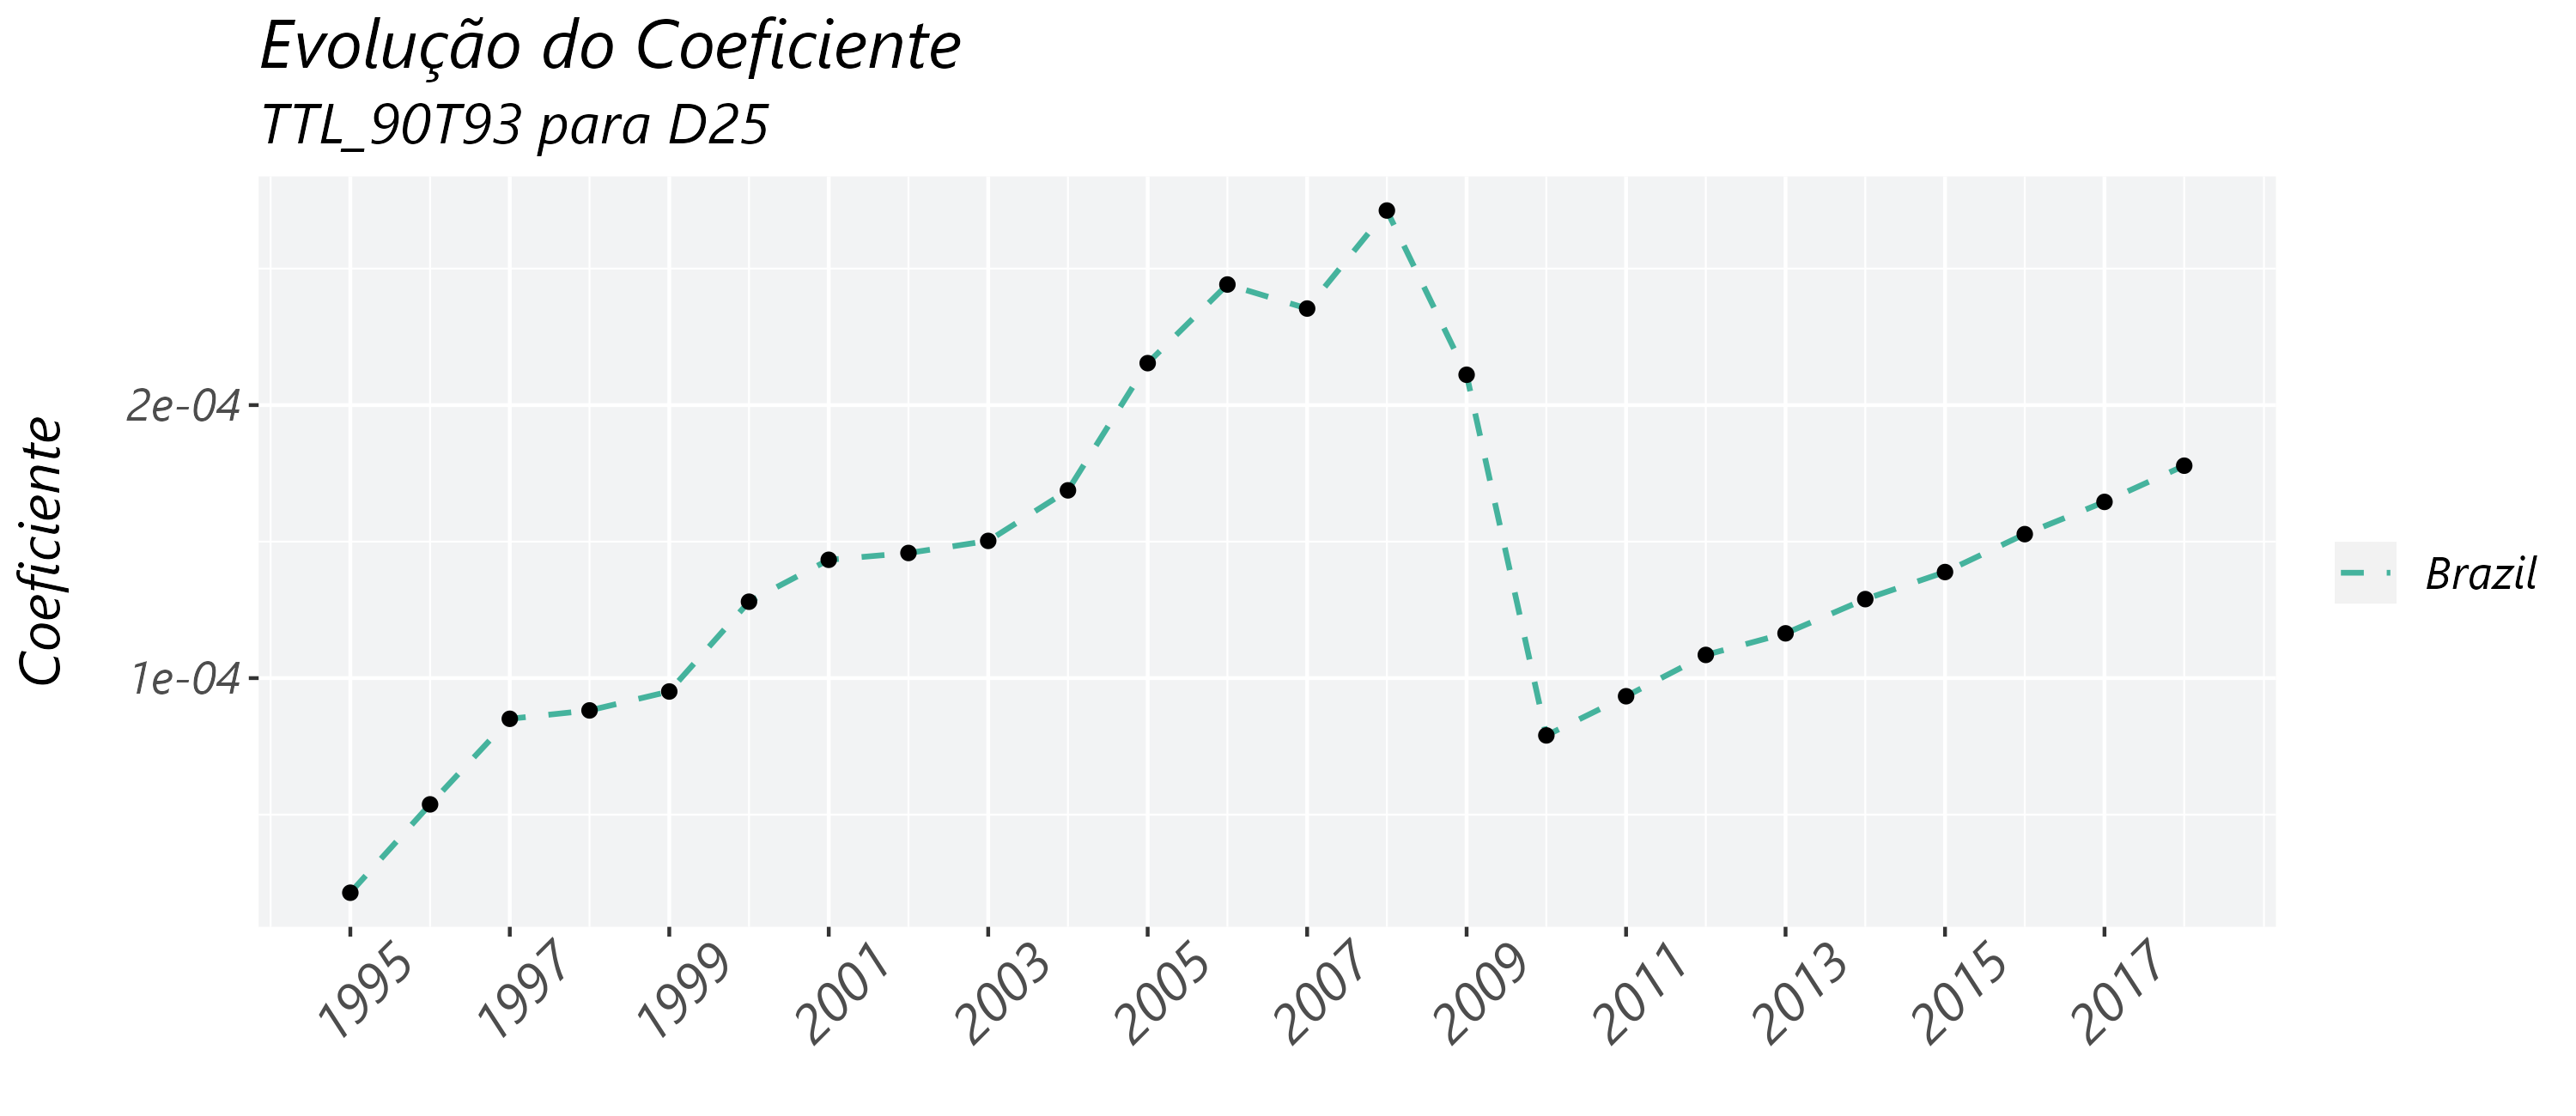 Evolução do Coeficiente
TTL_90T93 para D25
Coeficiente
2e-04
1e-04
1995
1997
1999
2001
2003
2005
2007
2009
2011
2013
2015
2017
Brazil